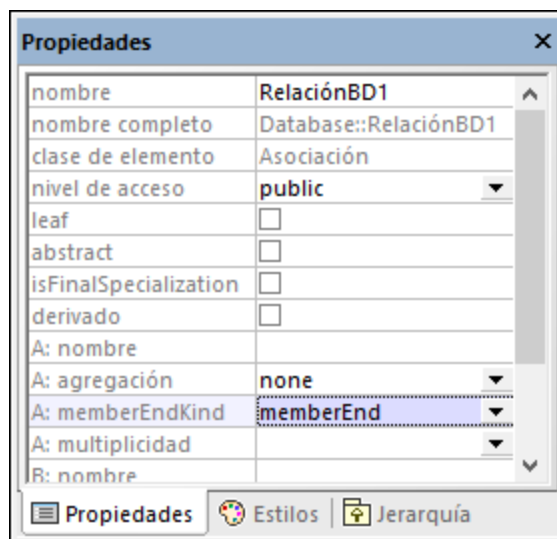 Propiedades
nombre RelaciónBD1
nombre completo Database::RelaciónBD1
clase de elemento Asociación
nivel de acceso public
leaf
abstract
isFinalSpecialization
derivado
A: nombre
A: agregación none
A: memberEndKind memberEnd
A: multiplicidad
B: nombre
Propiedades Estilos Jerarquía